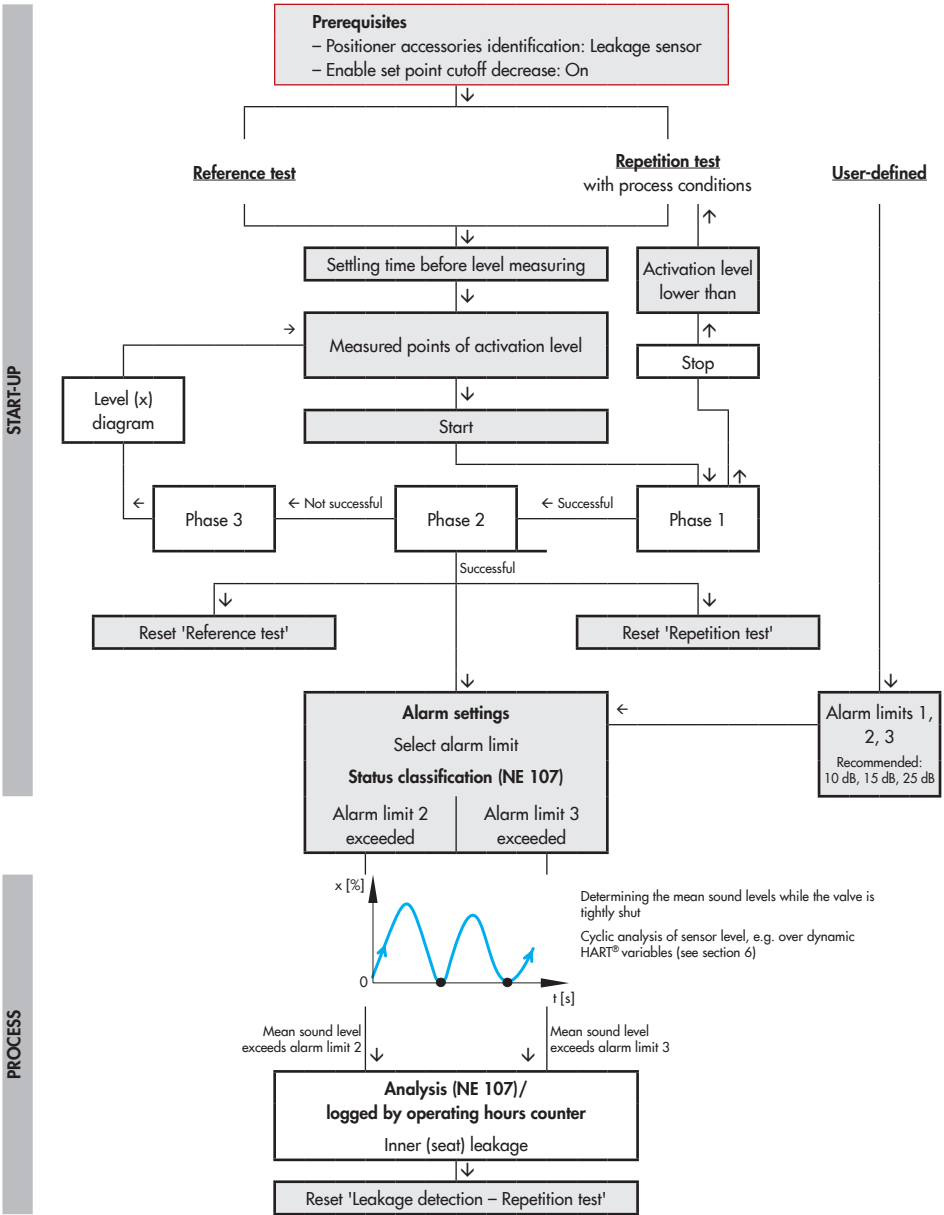 START-UP
Prerequisites
– Positioner accessories identification: Leakage sensor
– Enable set point cutoff decrease: On
Reference test
Repetition test
with process conditions
User-defined
Settling time before level measuring
Activation level
lower than
Measured points of activation level
Stop
Level (x)
diagram
Start
Phase 3
Not successful
Phase 2
Successful
Phase 1
Successful
Reset 'Reference test'
Reset 'Repetition test'
Alarm settings
Select alarm limit
Status classification (NE 107)
Alarm limit 2
exceeded
Alarm limit 3
exceeded
Alarm limits 1,
2, 3
Recommended:
10 dB, 15 dB, 25 dB
PROCESS
x [%]
0
t [s]
Determining the mean sound levels while the valve is
tightly shut
Cyclic analysis of sensor level, e.g. over dynamic
HART® variables (see section 6)
Mean sound level
exceeds alarm limit 2
Mean sound level
exceeds alarm limit 3
Analysis (NE 107)/
logged by operating hours counter
Inner (seat) leakage
Reset 'Leakage detection – Repetition test'